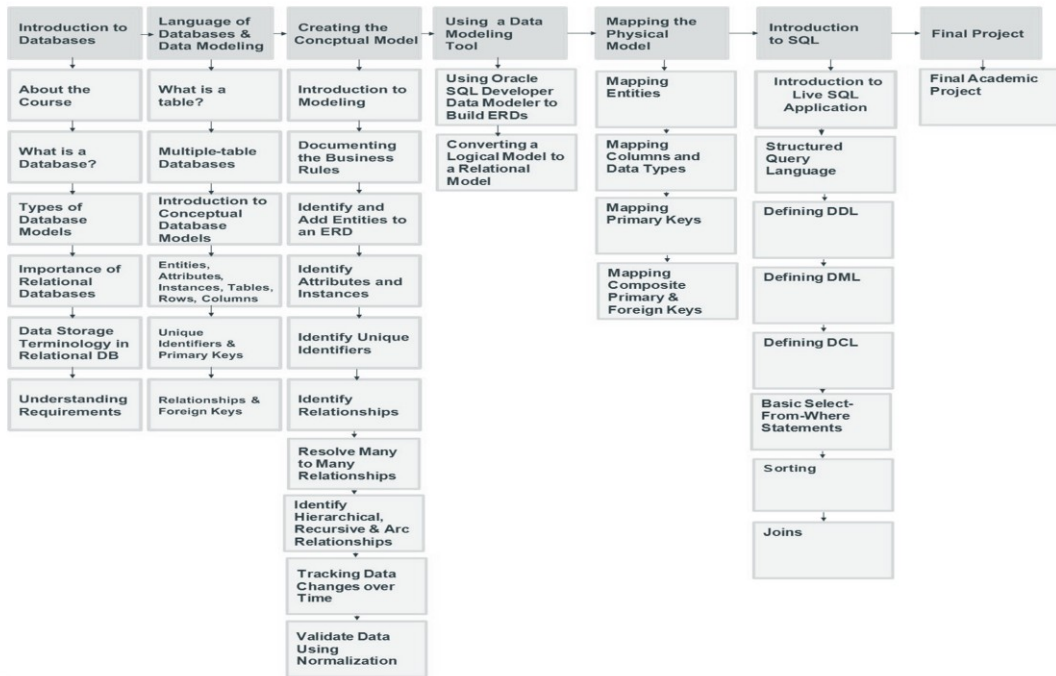 Introduction to
Databases
Language of
Databases &
Data Modeling
Creating the
Conctptual Model
Using a Data
Modeling
Tool
Mapping the
Physical
Model
Introduction
to SQL
Final Project
About the
Course
What is a
Database?
Types of
Database
Models
Importance of
Relational
Databases
Data Storage
Terminology in
Relational DB
Understanding
Requirements
What is a
table?
Multiple-table
Databases
Introduction to
Conceptual
Database
Models
Entities,
Attributes,
Instances, Tables,
Rows, Columns
Unique
Identifiers &
Primary Keys
Relationships &
Foreign Keys
Introduction to
Modeling
Documenting
the Business
Rules
Identify and
Add Entities to
an ERD
Identify
Attributes and
Instances
Identify Unique
Identifiers
Identify
Relationships
Resolve Many
to Many
Relationships
Identify
Hierarchical,
Recursive & Arc
Relationships
Tracking Data
Changes over
Time
Validate Data
Using
Normalization
Using Oracle
SQL Developer
Data Modeler to
Build ERDs
Converting a
Logical Model to
a Relational
Model
Mapping
Entities
Mapping
Columns and
Data Types
Mapping
Primary Keys
Mapping
Composite
Primary &
Foreign Keys
Introduction to
Live SQL
Application
Structured
Query
Language
Defining DDL
Defining DML
Defining DCL
Basic Select-
From-Where
Statements
Sorting
Joins
Final Academic
Project